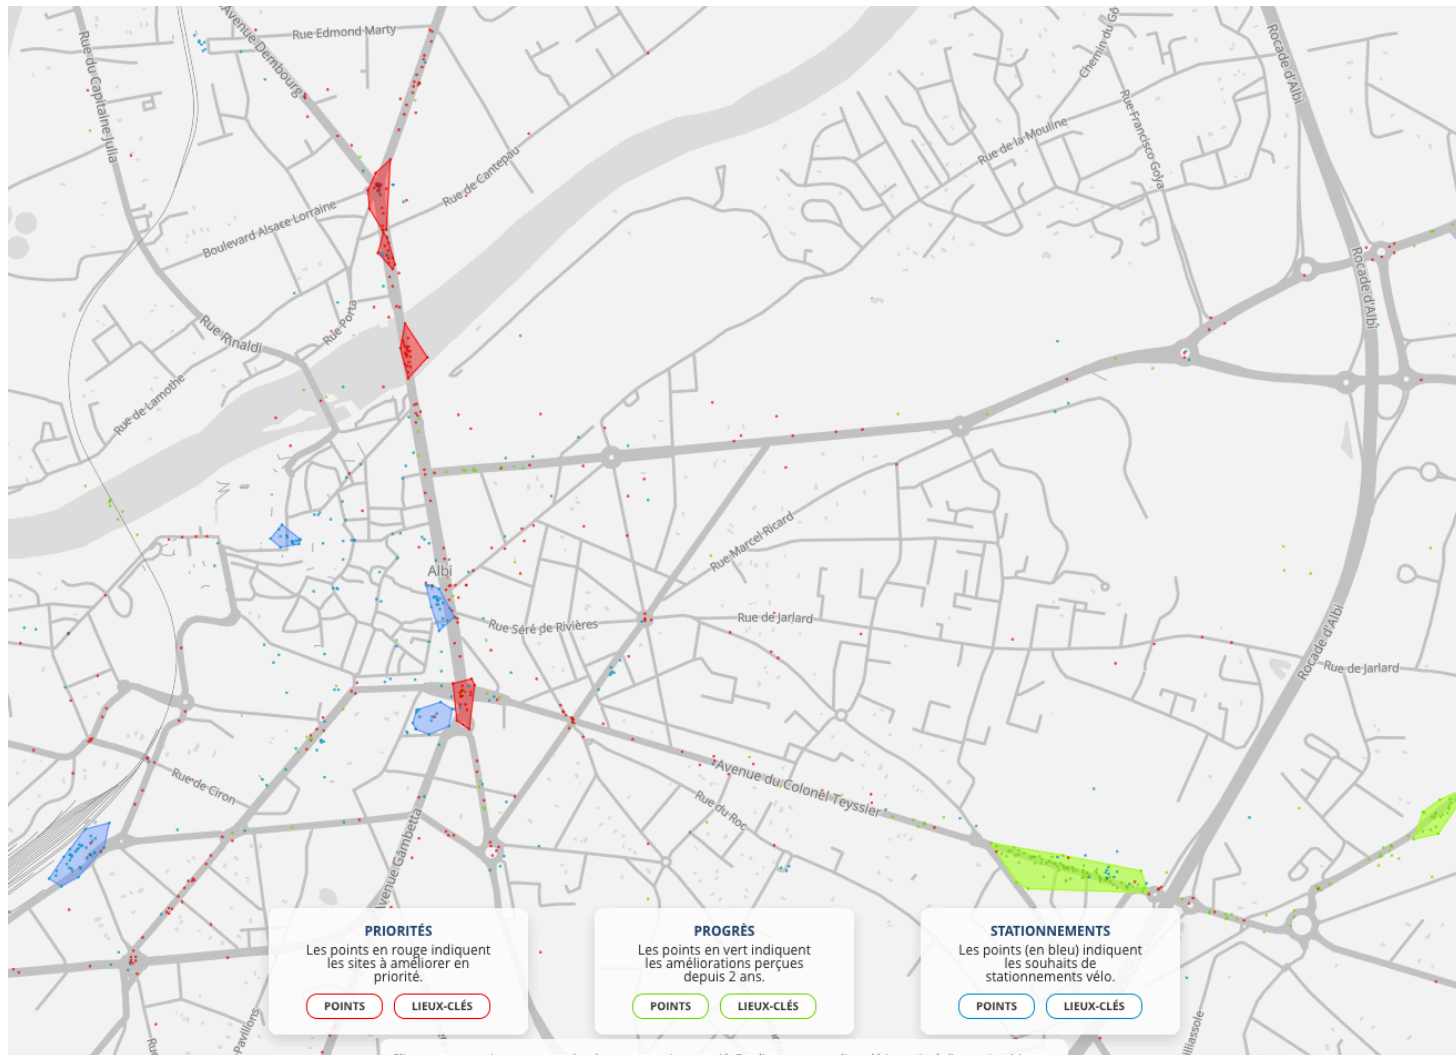 Avenue Dembourg
Rue Edmond Marty
Rue du Capitaine Julia
Chemin du Gô
Rocade d'Albi
Rue Francisco Goya
Rue de la Mouline
Rue de Cantepau
Boulevard Alsace Lorraine
Rocade d'Albi
Rue Porta
Rue Rinaldi
Rue de Lamothe
Rue Marcel Ricard
Albi
Rue Séré de Rivières
Rue de Jarlard
Rocade d'Albi
Rue de Jarlard
Rue de Ciron
Avenue du Colonel Teyssier
Rue du Roc
Avenue Gambetta
PRIORITÉS
Les points en rouge indiquent
les sites à améliorer en
priorité.
POINTS
LIEUX-CLÉS
PROGRÈS
Les points en vert indiquent
les améliorations perçues
depuis 2 ans.
POINTS
LIEUX-CLÉS
STATIONNEMENTS
Les points (en bleu) indiquent
les souhaits de
stationnements vélo.
POINTS
LIEUX-CLÉS
Pavillons
Rue